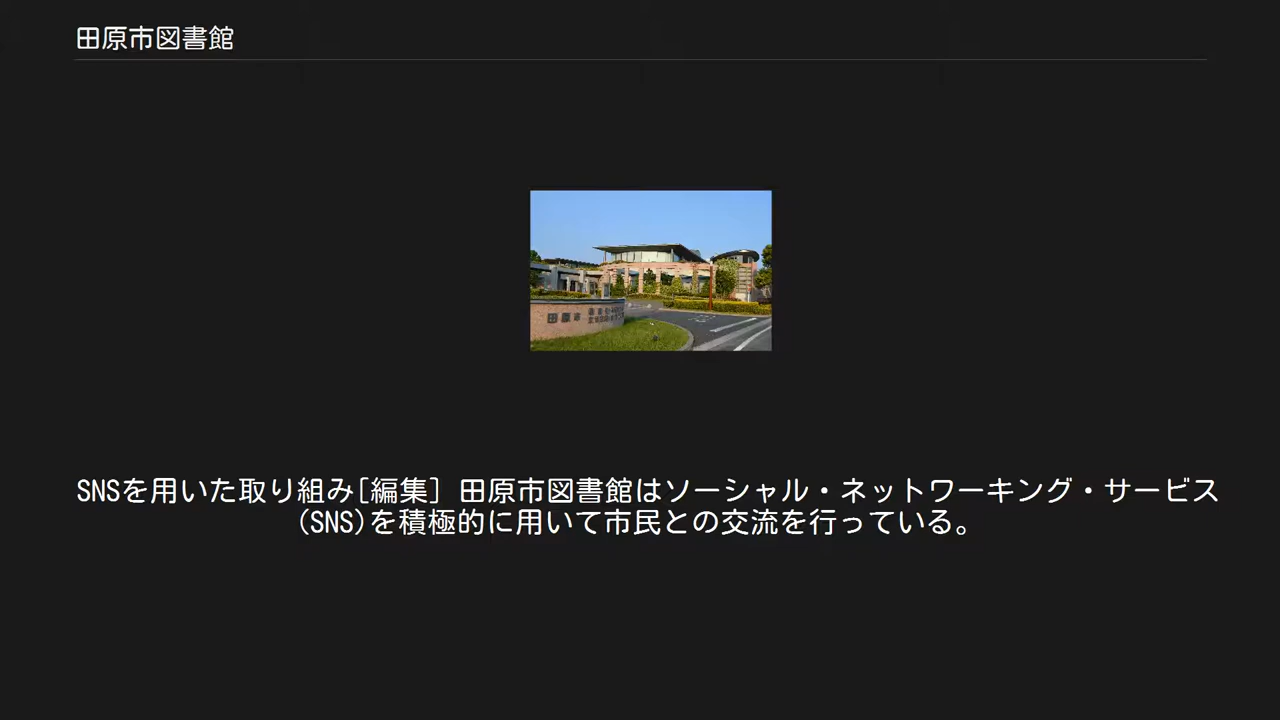 田原市図書館
田原市
SNSを用いた取り組み[編集] 田原市図書館はソーシャル・ネットワーキング・サービス
(SNS)を積極的に用いて市民との交流を行っている。